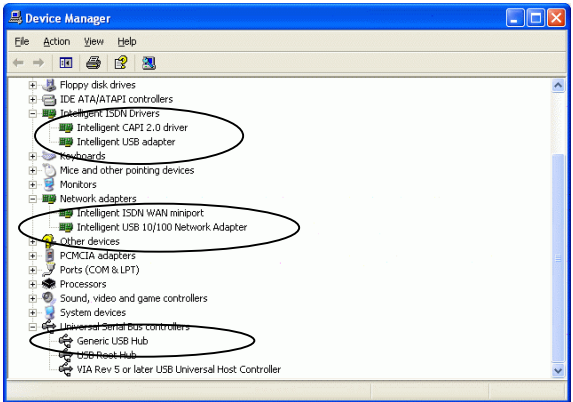 Device Manager
File Action View Help
Floppy disk drives
IDE ATA/ATAPI controllers
Intelligent ISDN Drivers
Intelligent CAPI 2.0 driver
Intelligent USB adapter
Keyboards
Mice and other pointing devices
Monitors
Network adapters
Intelligent ISDN WAN miniport
Intelligent USB 10/100 Network Adapter
Other devices
PCMCIA adapters
Ports (COM & LPT)
Processors
Sound, video and game controllers
System devices
Universal Serial Bus controllers
Generic USB Hub
USB Root Hub
VIA Rev 5 or later USB Universal Host Controller